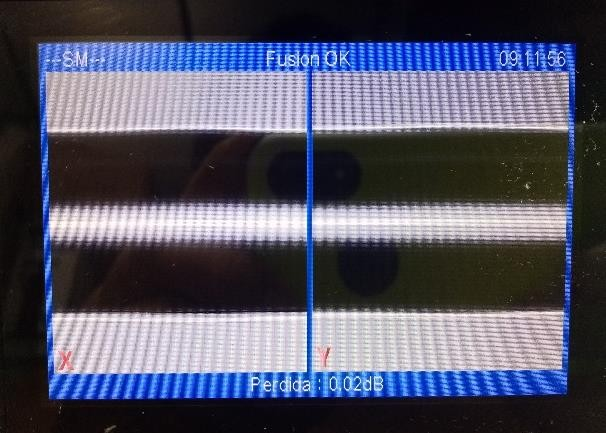 ---SM--- Fusion OK 09:11:56
X Y
Perdida : 0.02dB